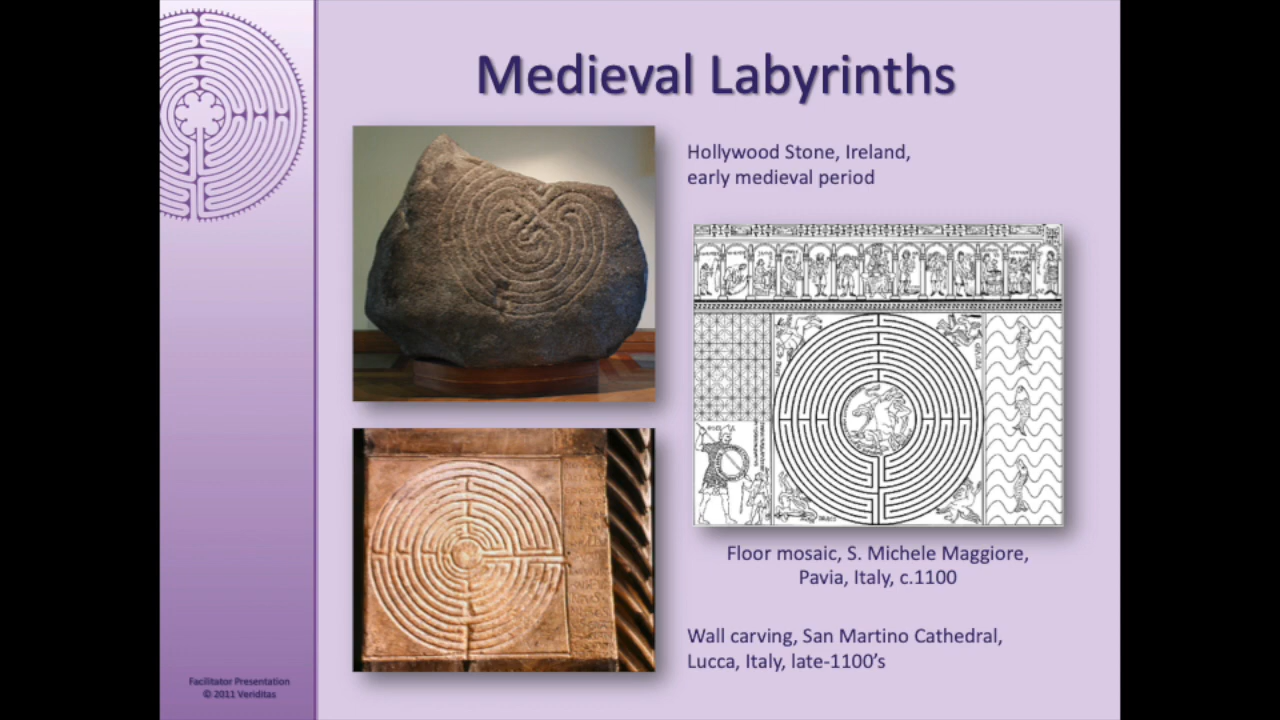 Medieval Labyrinths
Hollywood Stone, Ireland,
early medieval period
Floor mosaic, S. Michele Maggiore,
Pavia, Italy, c.1100
Wall carving, San Martino Cathedral,
Lucca, Italy, late-1100’s
Facilitator Presentation
© 2011 Veriditas